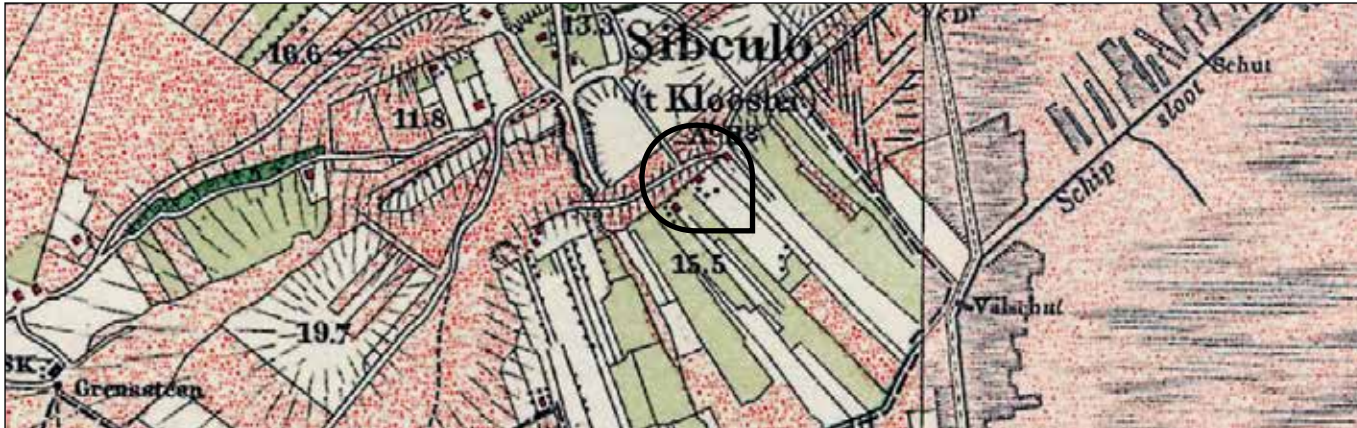 13.3
Sibculo
16.6
(t Klooster)
11.8
Schut
sloot
Schip
15.5
Valschut
19.7
Grenssteen